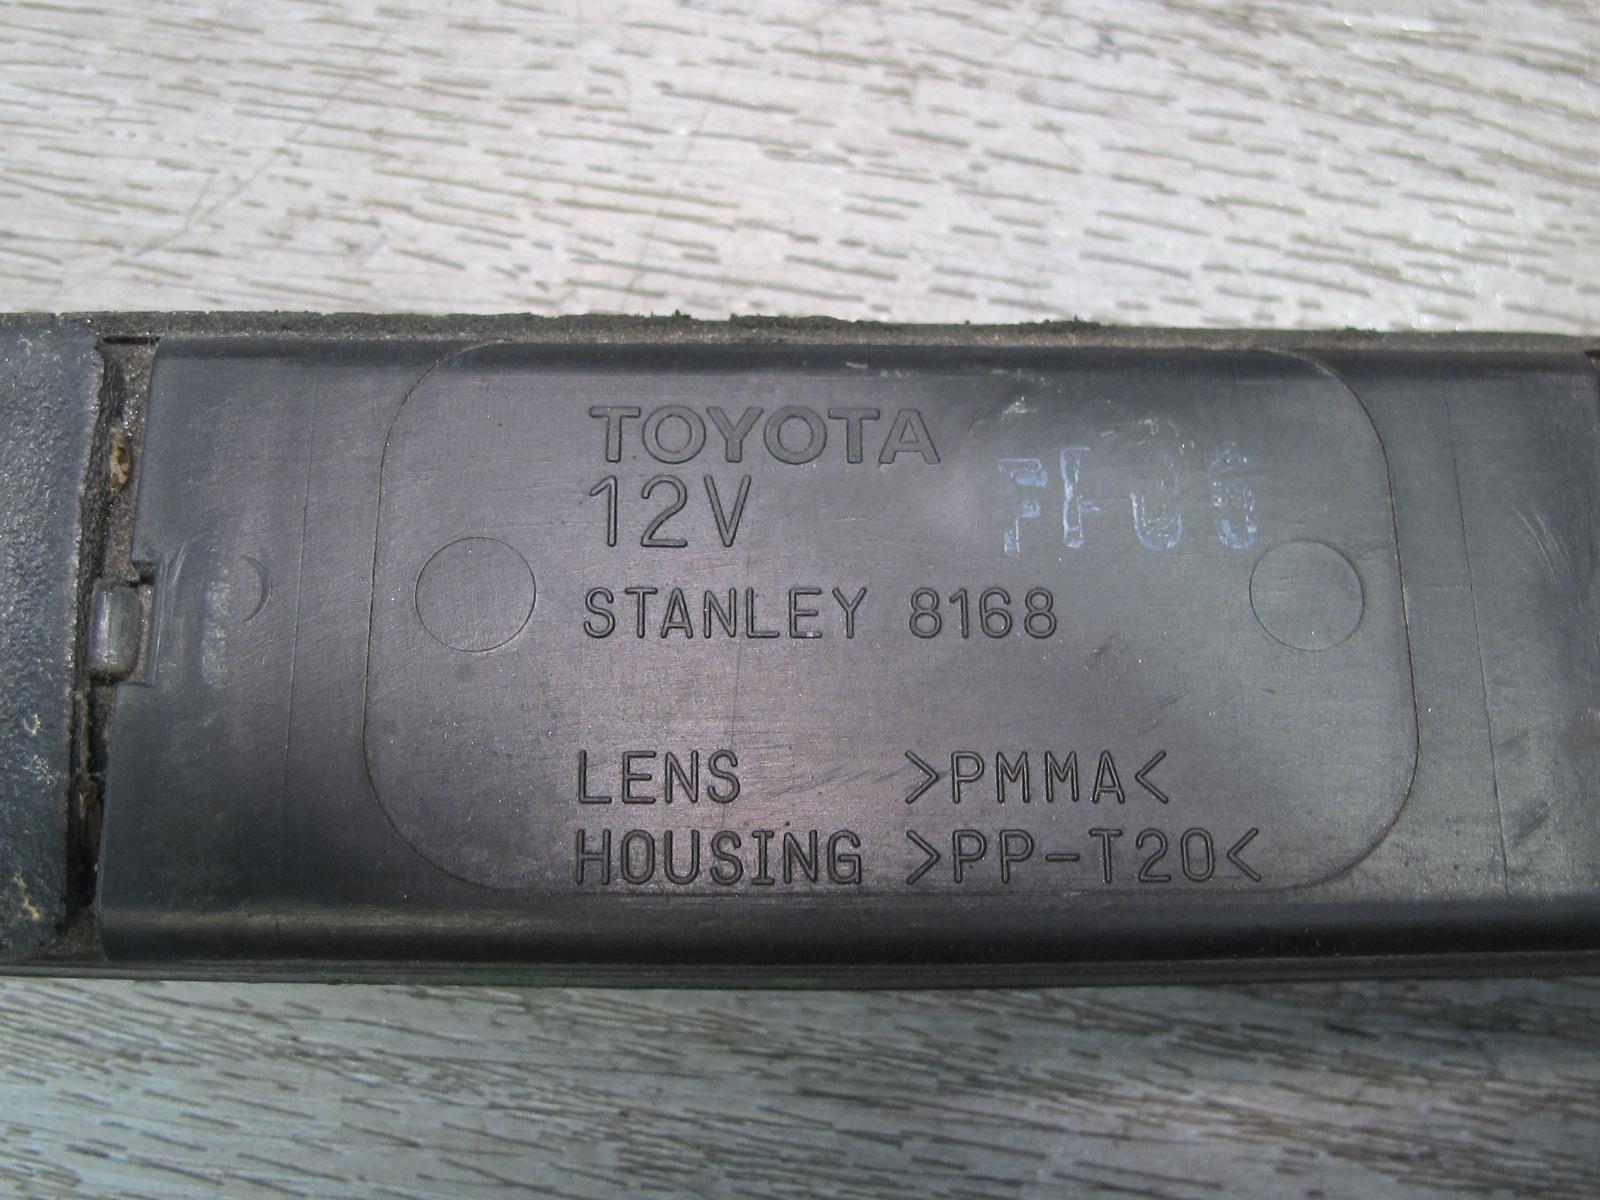 TOYOTA
12V
STANLEY 8168
LENS >PMMA<
HOUSING >PP-T20<